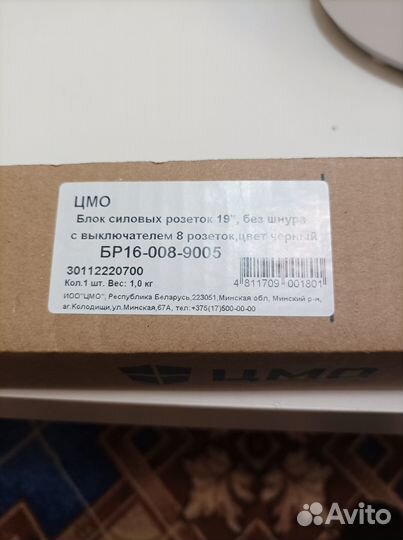 ЦМО
Блок силовых розеток 19", без шнура
с выключателем 8 розеток,цвет черный
БР16-008-9005
30112220700
Кол.1 шт. Вес: 1,0 кг
4 811709 001801
ИОО"ЦМО", Республика Беларусь,223051,Минская обл, Минский р-н,
аг.Колодищи,ул.Минская,67А, тел:+375(17)500-00-00
ЦМО
Avito